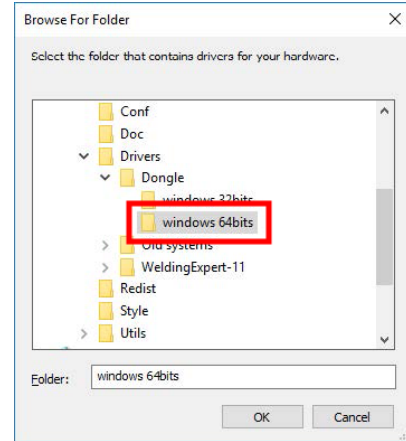 Browse For Folder
Select the folder that contains drivers for your hardware.
Conf
Doc
Drivers
Dongle
windows 32bits
windows 64bits
Old systems
WeldingExpert-11
Redist
Style
Utils
Folder: windows 64bits
OK Cancel